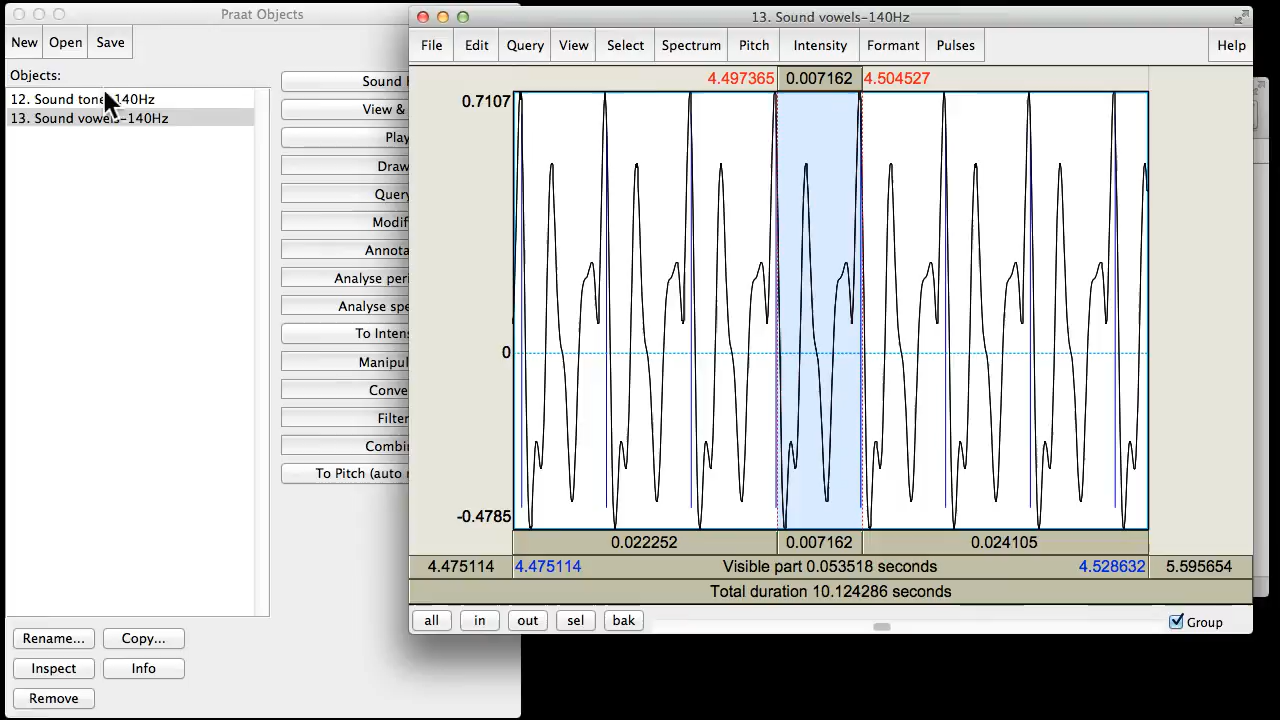 Praat Objects
New Open Save
Objects:
12. Sound tone-140Hz
13. Sound vowels-140Hz
Sound
View &
Play
Draw
Query
Modif
Annota
Analyse peri
Analyse spe
To Intens
Manipul
Conve
Filter
Combin
To Pitch (auto
Rename... Copy...
Inspect Info
Remove
13. Sound vowels-140Hz
File Edit Query View Select Spectrum Pitch Intensity Formant Pulses Help
4.497365 0.007162 4.504527
0.7107
0
-0.4785
0.022252 0.007162 0.024105
4.475114 4.475114 Visible part 0.053518 seconds 4.528632 5.595654
Total duration 10.124286 seconds
all in out sel bak Group